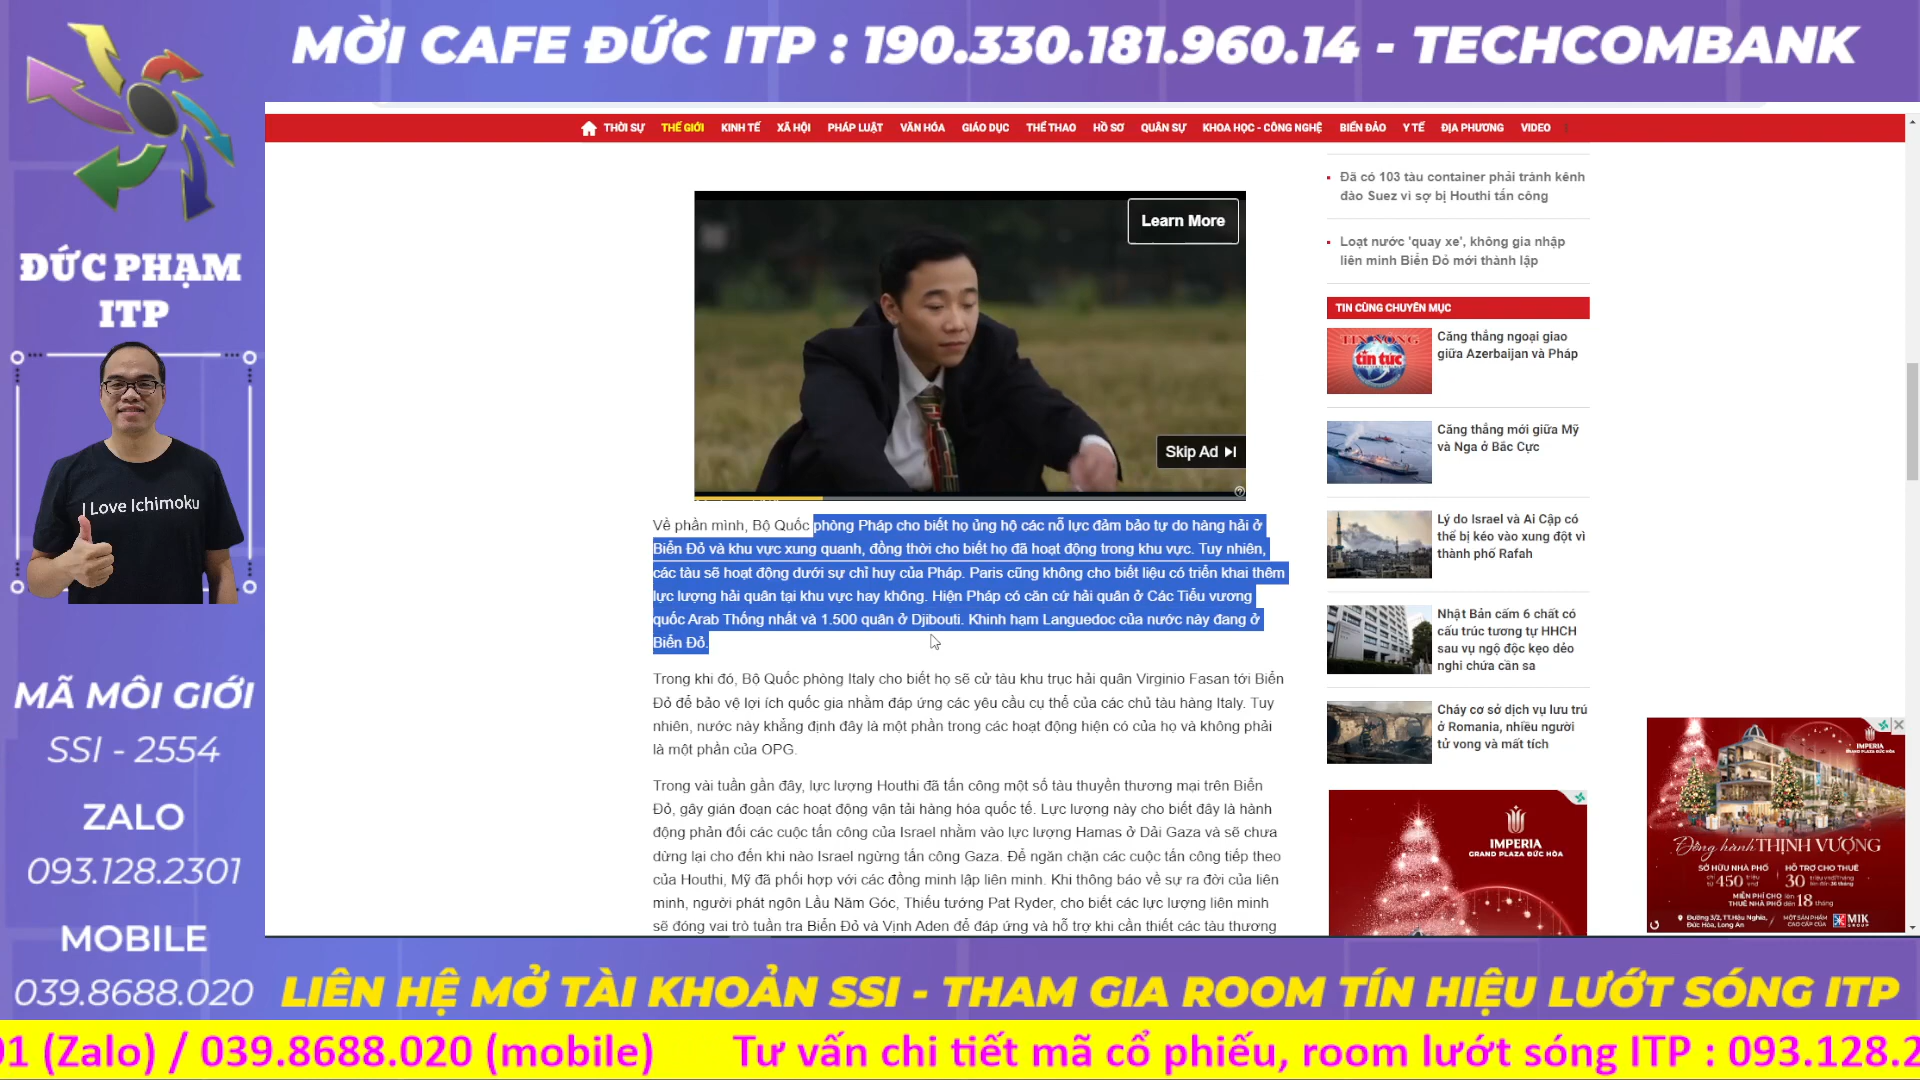 MỜI CAFE ĐỨC ITP : 190.330.181.960.14 - TECHCOMBANK
ĐỨC PHẠM
ITP
I Love Ichimoku
MÃ MÔI GIỚI
SSI - 2554
ZALO
093.128.2301
MOBILE
039.8688.020
THỜI SỰ THẾ GIỚI KINH TẾ XÃ HỘI PHÁP LUẬT VĂN HÓA GIÁO DỤC THỂ THAO HỒ SƠ QUÂN SỰ KHOA HỌC - CÔNG NGHỆ BIỂN ĐẢO Y TẾ ĐỊA PHƯƠNG VIDEO
Learn More
Skip Ad
Về phần mình, Bộ Quốc phòng Pháp cho biết họ ủng hộ các nỗ lực đảm bảo tự do hàng hải ở
Biển Đỏ và khu vực xung quanh, đồng thời cho biết họ đã hoạt động trong khu vực. Tuy nhiên,
các tàu sẽ hoạt động dưới sự chỉ huy của Pháp. Paris cũng không cho biết liệu có triển khai thêm
lực lượng hải quân tại khu vực hay không. Hiện Pháp có căn cứ hải quân ở Các Tiểu vương
quốc Arab Thống nhất và 1.500 quân ở Djibouti. Khinh hạm Languedoc của nước này đang ở
Biển Đỏ.
Trong khi đó, Bộ Quốc phòng Italy cho biết họ sẽ cử tàu khu trục hải quân Virginio Fasan tới Biển
Đỏ để bảo vệ lợi ích quốc gia nhằm đáp ứng các yêu cầu cụ thể của các chủ tàu hàng Italy. Tuy
nhiên, nước này khẳng định đây là một phần trong các hoạt động hiện có của họ và không phải
là một phần của OPG.
Trong vài tuần gần đây, lực lượng Houthi đã tấn công một số tàu thuyền thương mại trên Biển
Đỏ, gây gián đoạn các hoạt động vận tải hàng hóa quốc tế. Lực lượng này cho biết đây là hành
động phản đối các cuộc tấn công của Israel nhằm vào lực lượng Hamas ở Dải Gaza và sẽ chưa
dừng lại cho đến khi nào Israel ngừng tấn công Gaza. Để ngăn chặn các cuộc tấn công tiếp theo
của Houthi, Mỹ đã phối hợp với các đồng minh lập liên minh. Khi thông báo về sự ra đời của liên
minh, người phát ngôn Lầu Năm Góc, Thiếu tướng Pat Ryder, cho biết các lực lượng liên minh
sẽ đóng vai trò tuần tra Biển Đỏ và Vịnh Aden để đáp ứng và hỗ trợ khi cần thiết các tàu thương
Đã có 103 tàu container phải tránh kênh
đào Suez vì sợ bị Houthi tấn công
Loạt nước 'quay xe', không gia nhập
liên minh Biển Đỏ mới thành lập
TIN CÙNG CHUYÊN MỤC
TIN NÓNG
tin tức
Căng thẳng ngoại giao
giữa Azerbaijan và Pháp
Căng thẳng mới giữa Mỹ
và Nga ở Bắc Cực
Lý do Israel và Ai Cập có
thể bị kéo vào xung đột vì
thành phố Rafah
Nhật Bản cấm 6 chất có
cấu trúc tương tự HHCH
sau vụ ngộ độc kẹo dẻo
nghi chứa cần sa
Cháy cơ sở dịch vụ lưu trú
ở Romania, nhiều người
tử vong và mất tích
IMPERIA
GRAND PLAZA ĐỨC HÒA
IMPERIA
GRAND PLAZA ĐỨC HÒA
Đồng hành THỊNH VƯỢNG
SỞ HỮU NHÀ PHỐ HỖ TRỢ CHO THUÊ
450 triệu 30
MIỄN PHÍ CHO
THUÊ NHÀ PHỐ đến 18 tháng
Đường 3/2, TT.Hậu Nghĩa,
Đức Hòa, Long An
MỘT SẢN PHẨM
CAO CẤP CỦA
MIK
GROUP
LIÊN HỆ MỞ TÀI KHOẢN SSI - THAM GIA ROOM TÍN HIỆU LƯỚT SÓNG ITP
01 (Zalo) / 039.8688.020 (mobile) Tư vấn chi tiết mã cổ phiếu, room lướt sóng ITP : 093.128.2